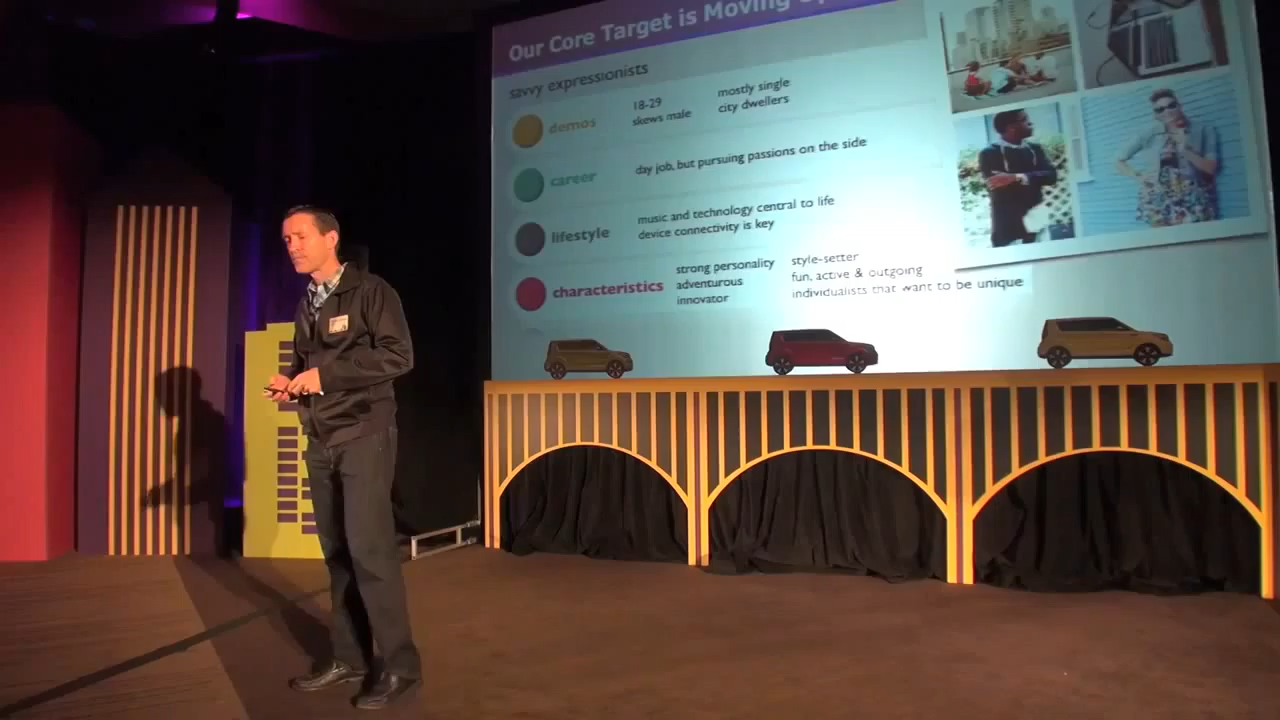 Our Core Target is Moving
savvy expressionists
demos
18-29
skews male
mostly single
city dwellers
career
day job, but pursuing passions on the side
lifestyle
music and technology central to life
device connectivity is key
characteristics
strong personality
adventurous
innovator
style-setter
fun, active & outgoing
individualists that want to be unique